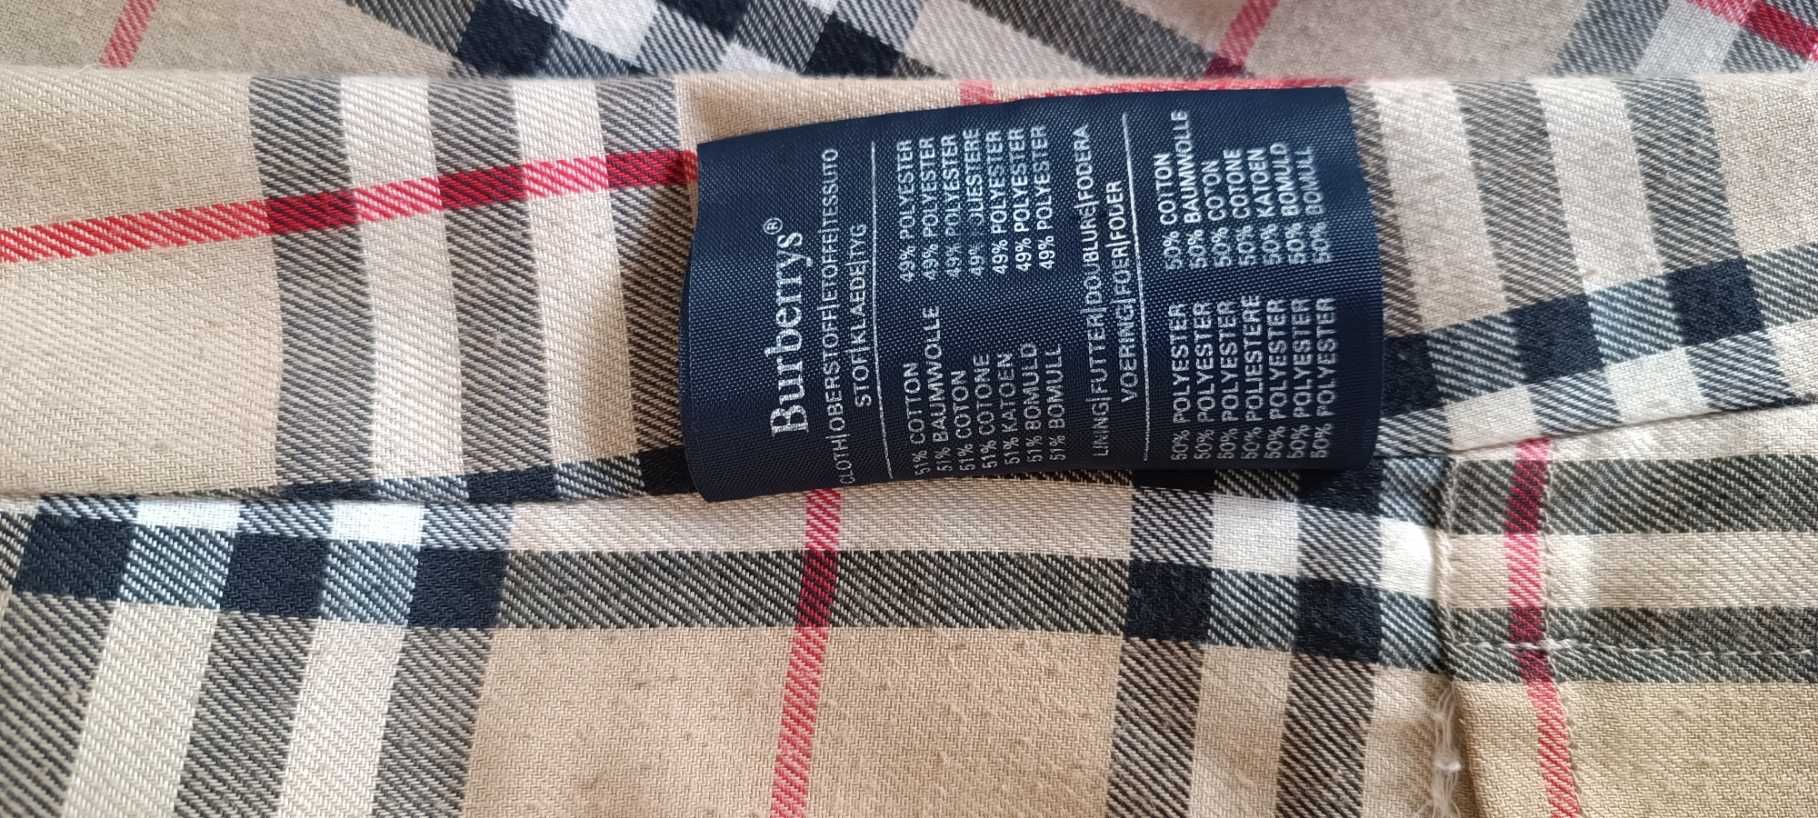 Burberrys®
CLOTH|OBERSTOFF|ETOFFE|TESSUTO
STOF|KLAEDE|TYG
51% COTTON 49% POLYESTER
51% BAUMWOLLE 49% POLYESTER
51% COTON 49% POLYESTER
51% COTONE 49% POLIESTERE
51% KATOEN 49% POLYESTER
51% BOMULD 49% POLYESTER
51% BOMULL 49% POLYESTER
LINING|FUTTER|DOUBLURE|FODERA
VOERING|FOER|FODER
50% POLYESTER 50% COTTON
50% POLYESTER 50% BAUMWOLLE
50% POLYESTER 50% COTON
50% POLIESTERE 50% COTONE
50% POLYESTER 50% KATOEN
50% POLYESTER 50% BOMULD
50% POLYESTER 50% BOMULL